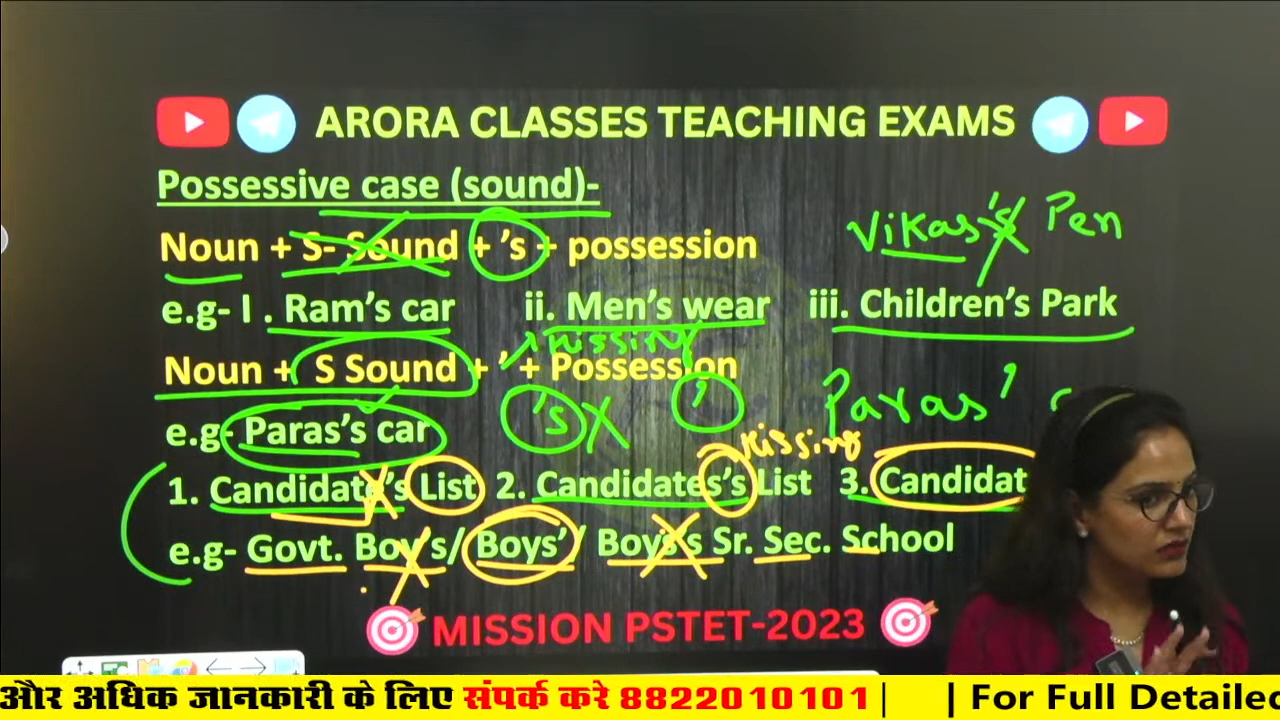 ARORA CLASSES TEACHING EXAMS
Possessive case (sound)-
Vikas's Pen
Noun + S- Sound + 's + possession
e.g- I . Ram's car ii. Men's wear iii. Children's Park
Missing
Noun + S Sound + ' + Possession
's X ' Paras'
e.g- Paras's car
Missing
1. Candidate's List 2. Candidates's List 3. Candidat
e.g- Govt. Boy's/ Boys'/ Boys's Sr. Sec. School
MISSION PSTET-2023
और अधिक जानकारी के लिए संपर्क करे 8822010101 | | For Full Detailed